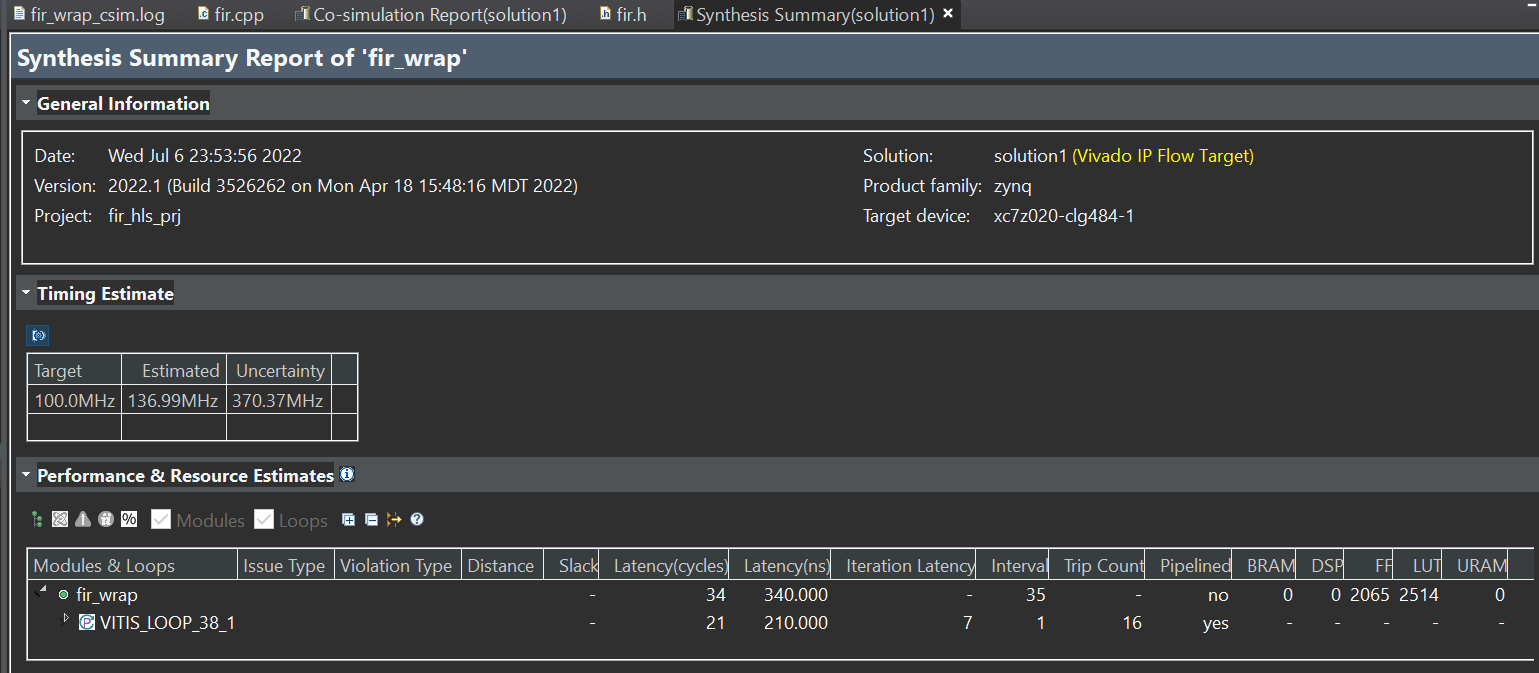 fir_wrap_csim.log fir.cpp Co-simulation Report(solution1) fir.h Synthesis Summary(solution1)
Synthesis Summary Report of 'fir_wrap'
General Information
Date: Wed Jul 6 23:53:56 2022 Solution: solution1 (Vivado IP Flow Target)
Version: 2022.1 (Build 3526262 on Mon Apr 18 15:48:16 MDT 2022) Product family: zynq
Project: fir_hls_prj Target device: xc7z020-clg484-1
Timing Estimate
Target Estimated Uncertainty
100.0MHz 136.99MHz 370.37MHz
Performance & Resource Estimates
% Modules Loops
Modules & Loops Issue Type Violation Type Distance Slack Latency(cycles) Latency(ns) Iteration Latency Interval Trip Count Pipelined BRAM DSP FF LUT URAM
fir_wrap - 34 340.000 - 35 - no 0 0 2065 2514 0
VITIS_LOOP_38_1 - 21 210.000 7 1 16 yes - - - - -